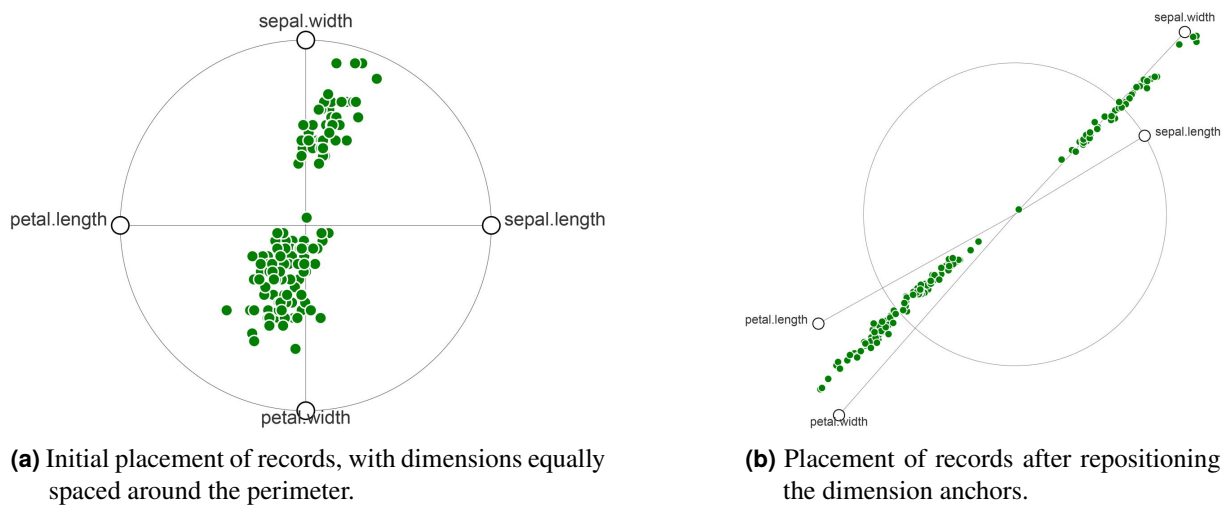 sepal.width
petal.length
sepal.length
petal.width
(a) Initial placement of records, with dimensions equally
spaced around the perimeter.
sepal.width
sepal.length
petal.length
petal.width
(b) Placement of records after repositioning
the dimension anchors.